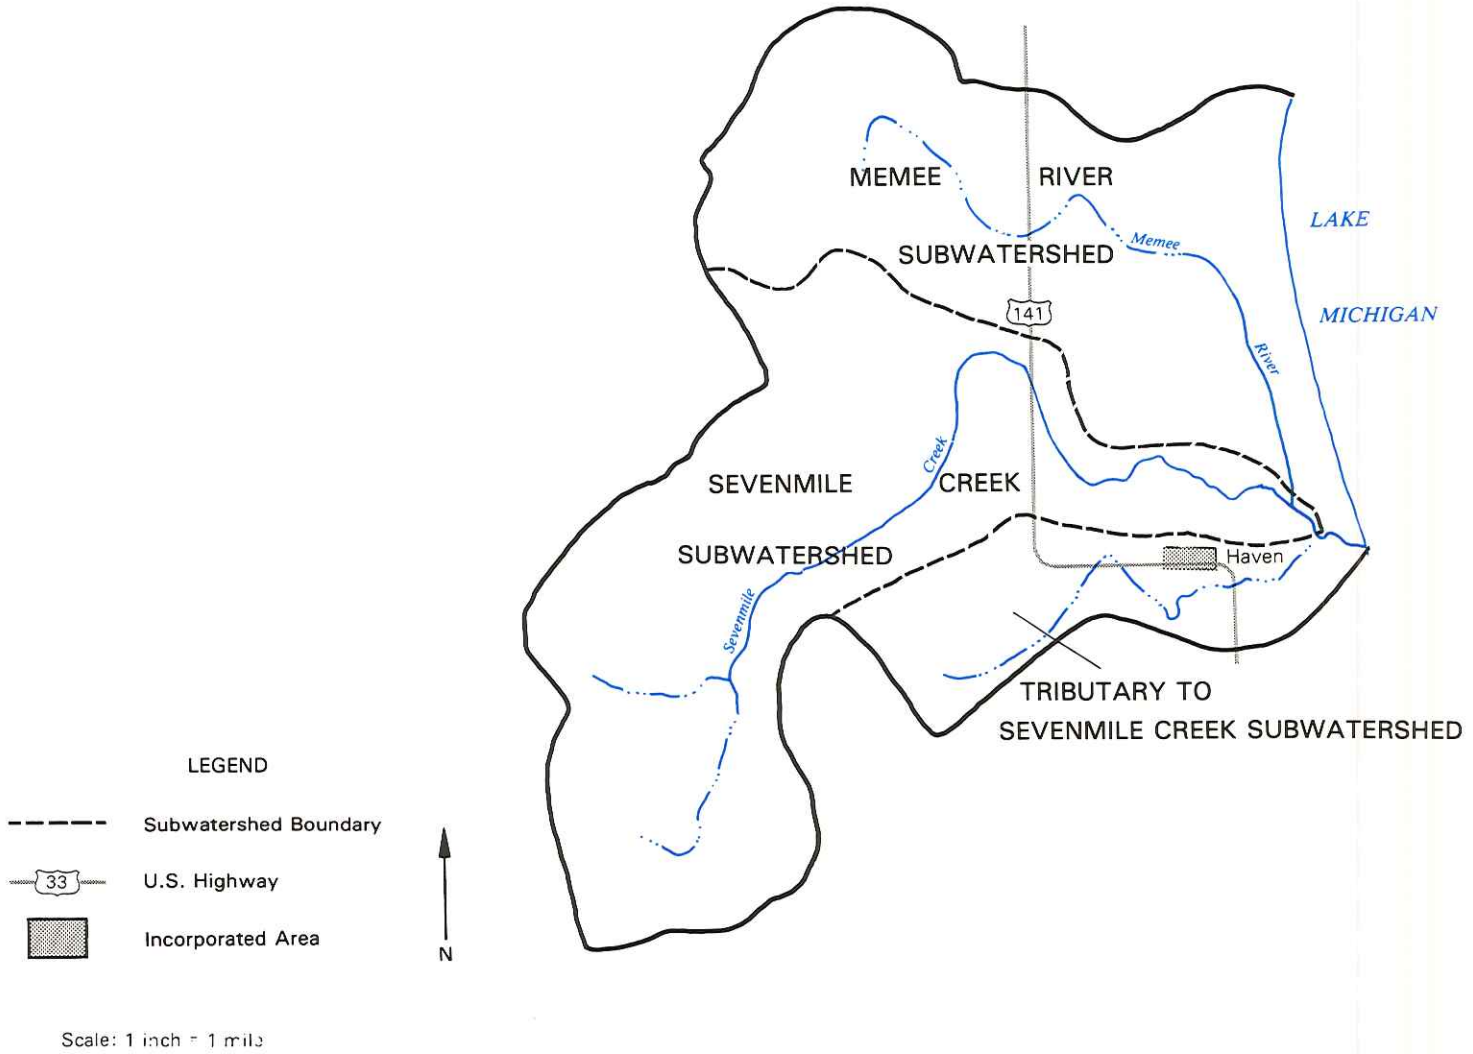 MEMEE RIVER
SUBWATERSHED
Memee
River
LAKE
MICHIGAN
141
SEVENMILE CREEK
SUBWATERSHED
Creek
Sevenmile
Haven
TRIBUTARY TO
SEVENMILE CREEK SUBWATERSHED
LEGEND
Subwatershed Boundary
33 U.S. Highway
Incorporated Area
N
Scale: 1 inch = 1 mile